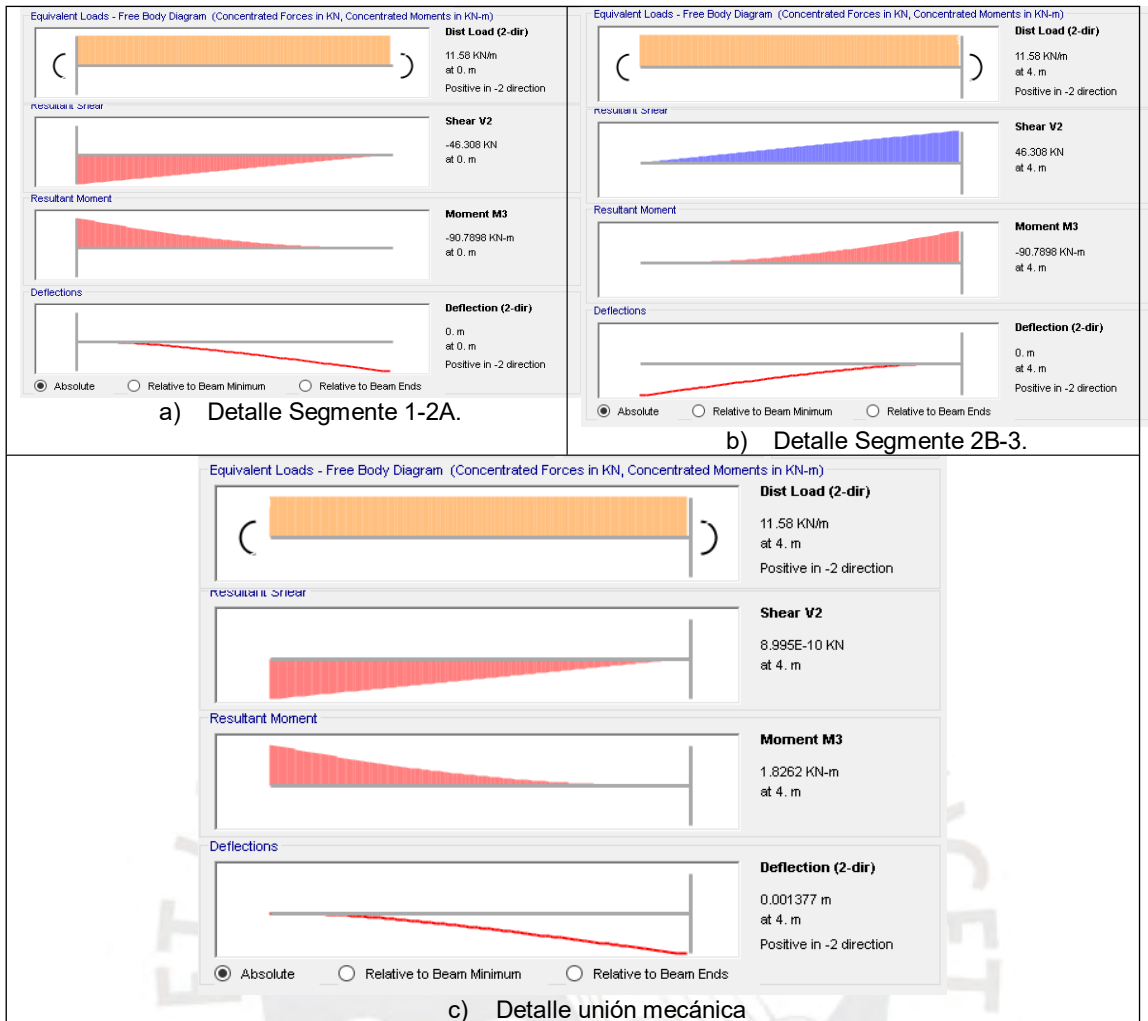 Equivalent Loads - Free Body Diagram (Concentrated Forces in KN, Concentrated Moments in KN-m)
Dist Load (2-dir)
11.58 KN/m
at 0. m
Positive in -2 direction
Resultant Shear
Shear V2
-46.308 KN
at 0. m
Resultant Moment
Moment M3
-90.7898 KN-m
at 0. m
Deflections
Deflection (2-dir)
0. m
at 0. m
Positive in -2 direction
Absolute Relative to Beam Minimum Relative to Beam Ends
a) Detalle Segmente 1-2A.
Equivalent Loads - Free Body Diagram (Concentrated Forces in KN, Concentrated Moments in KN-m)
Dist Load (2-dir)
11.58 KN/m
at 4. m
Positive in -2 direction
Resultant Shear
Shear V2
46.308 KN
at 4. m
Resultant Moment
Moment M3
-90.7898 KN-m
at 4. m
Deflections
Deflection (2-dir)
0. m
at 4. m
Positive in -2 direction
Absolute Relative to Beam Minimum Relative to Beam Ends
b) Detalle Segmente 2B-3.
Equivalent Loads - Free Body Diagram (Concentrated Forces in KN, Concentrated Moments in KN-m)
Dist Load (2-dir)
11.58 KN/m
at 4. m
Positive in -2 direction
Resultant Shear
Shear V2
8.995E-10 KN
at 4. m
Resultant Moment
Moment M3
1.8262 KN-m
at 4. m
Deflections
Deflection (2-dir)
0.001377 m
at 4. m
Positive in -2 direction
Absolute Relative to Beam Minimum Relative to Beam Ends
c) Detalle unión mecánica